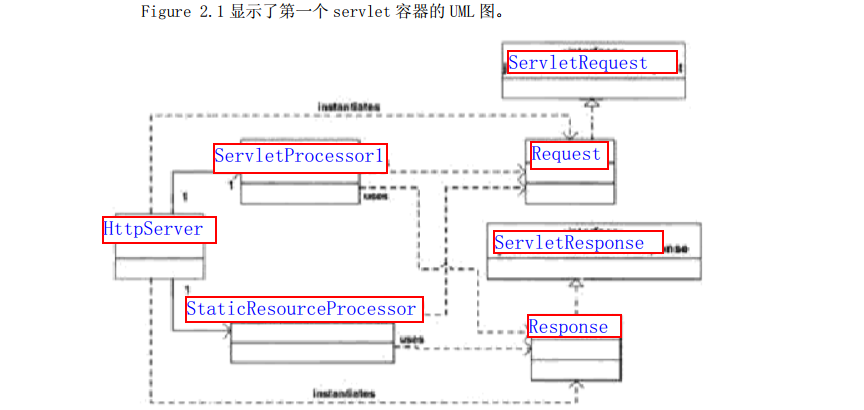 Figure 2.1显示了第一个 servlet 容器的 UML 图。
ServletRequest
instantiates
ServletProcessor1
Request
1
uses
1
HttpServer
ServletResponse
1
StaticResourceProcessor
Response
uses
instantiates